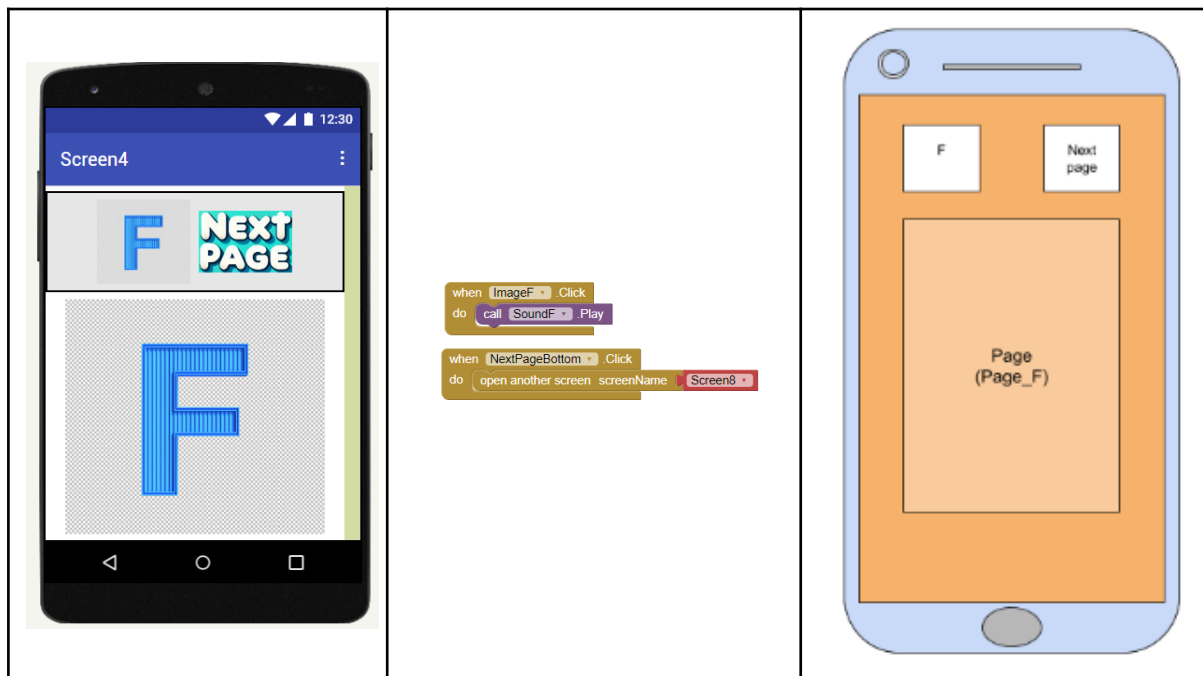 12:30
Screen4
F
NEXT
PAGE
F
when ImageF .Click
do call SoundF .Play
when NextPageBottom .Click
do open another screen screenName Screen8
F
Next
page
Page
(Page_F)